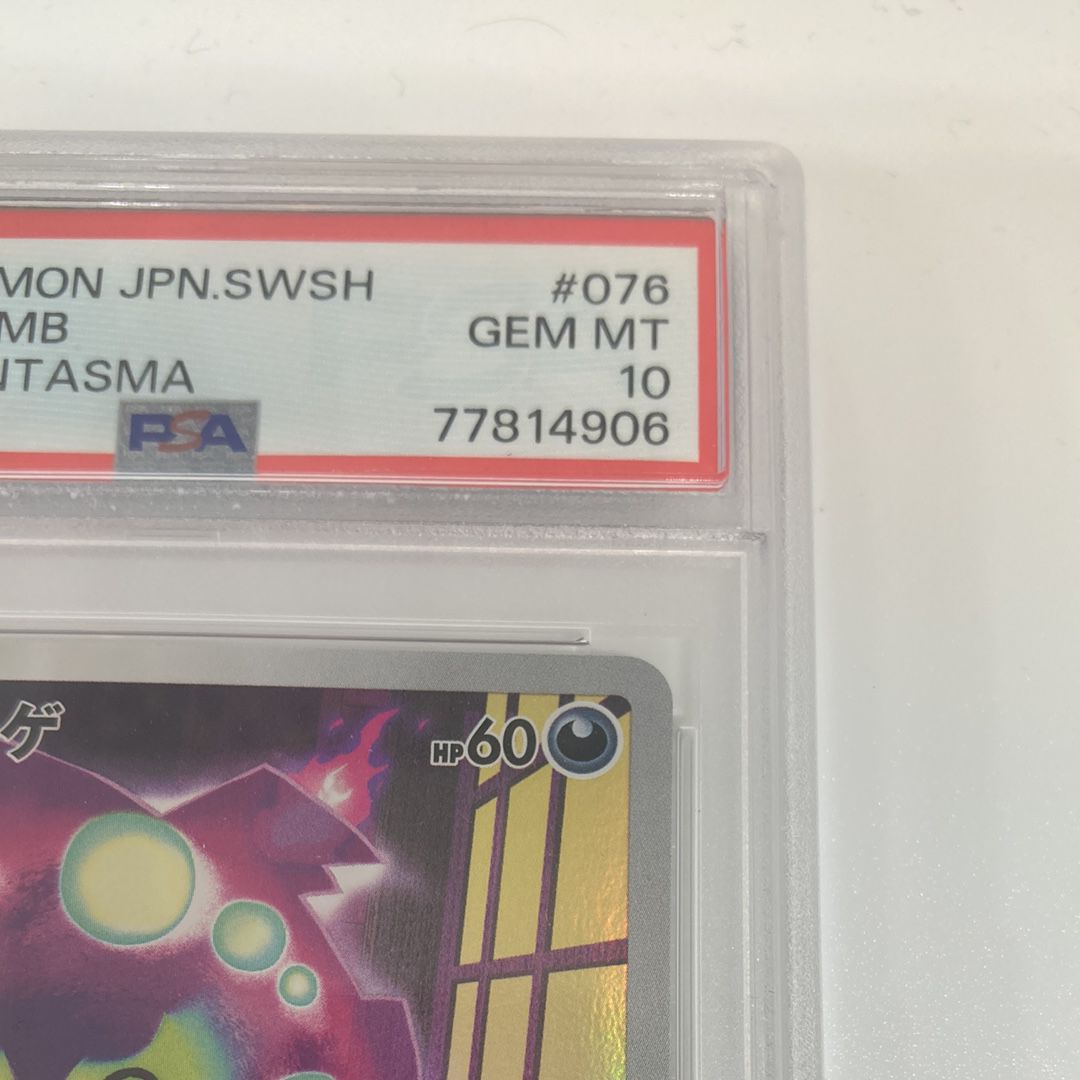 MON JPN.SWSH #076
MB GEM MT
NTASMA 10
PSA 77814906
ゲ HP60